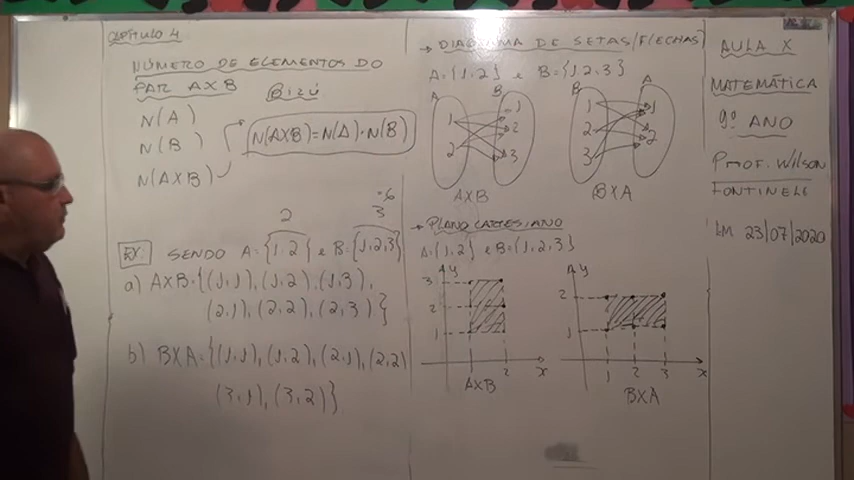 CAPÍTULO 4
NÚMERO DE ELEMENTOS DO
PAR AXB
BIZÚ
N(A)
N(B)
N(AXB)
N(AXB)=N(A)·N(B)
=6
2 3
EX: SENDO A={1,2} e B={1,2,3}
a) AXB={(1,1),(1,2),(1,3),
(2,1),(2,2),(2,3)}
b) BXA={(1,1),(1,2),(2,1),(2,2)
(3,1),(3,2)}
→ DIAGRAMA DE SETAS/FLECHAS
A={1,2} e B={1,2,3}
A B B A
1 1 1 1
2 2 2 2
3 3
AXB BXA
→ PLANO CARTESIANO
A={1,2} e B={1,2,3}
y
3
2
1
2 x
AXB
y
2
1
1 2 3 x
BXA
AULA X
MATEMÁTICA
9º ANO
PROF. WILSON
FONTINELE
EM 23/07/2020